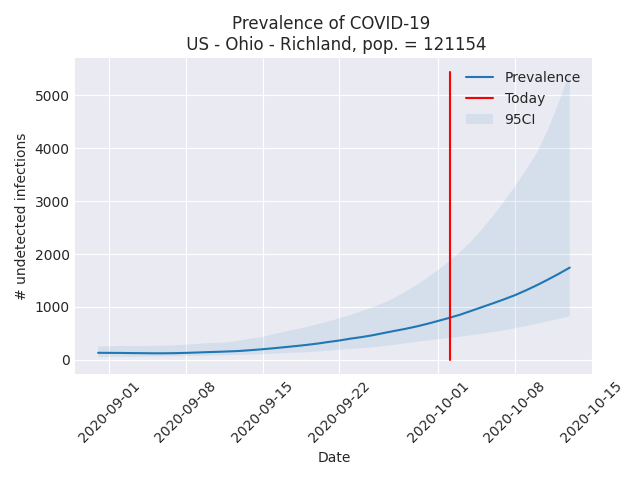 Prevalence of COVID-19
US - Ohio - Richland, pop. = 121154
Prevalence
Today
95CI
# undetected infections
5000
4000
3000
2000
1000
0
2020-09-01
2020-09-08
2020-09-15
2020-09-22
2020-10-01
2020-10-08
2020-10-15
Date